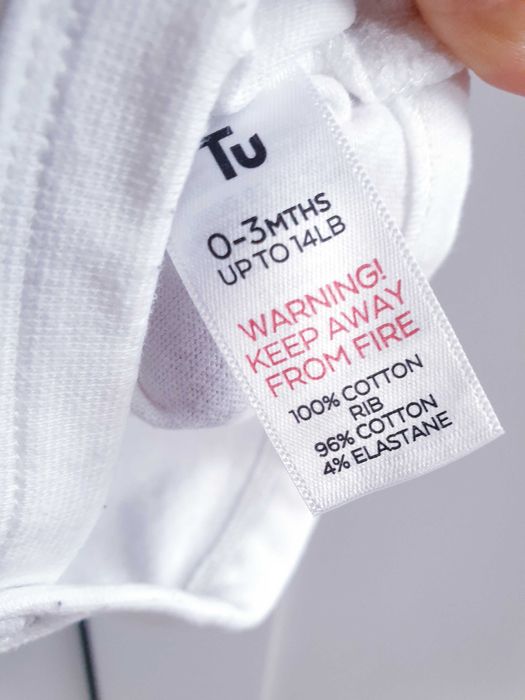 Tu
0-3MTHS
UP TO 14LB
WARNING!
KEEP AWAY
FROM FIRE
100% COTTON
RIB
96% COTTON
4% ELASTANE